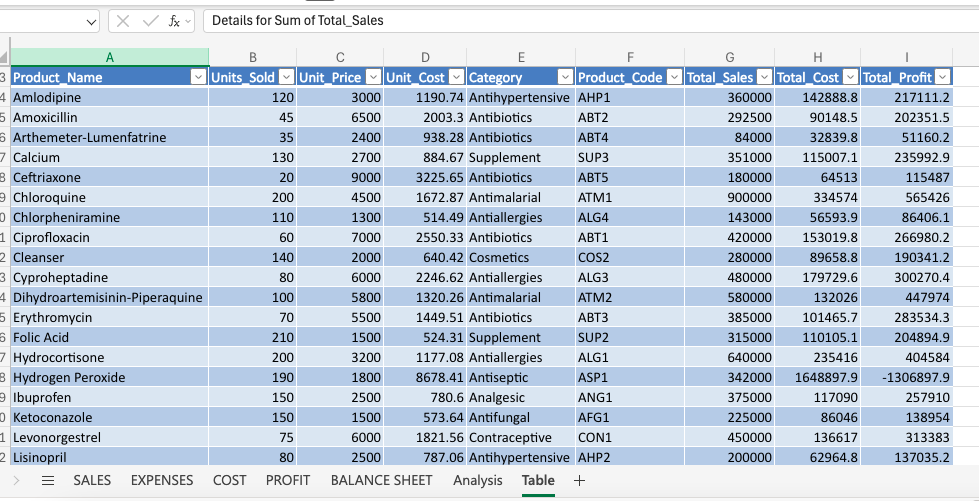 fx Details for Sum of Total_Sales
A B C D E F G H I
3 Product_Name Units_Sold Unit_Price Unit_Cost Category Product_Code Total_Sales Total_Cost Total_Profit
4 Amlodipine 120 3000 1190.74 Antihypertensive AHP1 360000 142888.8 217111.2
5 Amoxicillin 45 6500 2003.3 Antibiotics ABT2 292500 90148.5 202351.5
6 Arthemeter-Lumenfatrine 35 2400 938.28 Antibiotics ABT4 84000 32839.8 51160.2
7 Calcium 130 2700 884.67 Supplement SUP3 351000 115007.1 235992.9
8 Ceftriaxone 20 9000 3225.65 Antibiotics ABT5 180000 64513 115487
9 Chloroquine 200 4500 1672.87 Antimalarial ATM1 900000 334574 565426
0 Chlorpheniramine 110 1300 514.49 Antiallergies ALG4 143000 56593.9 86406.1
1 Ciprofloxacin 60 7000 2550.33 Antibiotics ABT1 420000 153019.8 266980.2
2 Cleanser 140 2000 640.42 Cosmetics COS2 280000 89658.8 190341.2
3 Cyproheptadine 80 6000 2246.62 Antiallergies ALG3 480000 179729.6 300270.4
4 Dihydroartemisinin-Piperaquine 100 5800 1320.26 Antimalarial ATM2 580000 132026 447974
5 Erythromycin 70 5500 1449.51 Antibiotics ABT3 385000 101465.7 283534.3
6 Folic Acid 210 1500 524.31 Supplement SUP2 315000 110105.1 204894.9
7 Hydrocortisone 200 3200 1177.08 Antiallergies ALG1 640000 235416 404584
8 Hydrogen Peroxide 190 1800 8678.41 Antiseptic ASP1 342000 1648897.9 -1306897.9
9 Ibuprofen 150 2500 780.6 Analgesic ANG1 375000 117090 257910
0 Ketoconazole 150 1500 573.64 Antifungal AFG1 225000 86046 138954
1 Levonorgestrel 75 6000 1821.56 Contraceptive CON1 450000 136617 313383
2 Lisinopril 80 2500 787.06 Antihypertensive AHP2 200000 62964.8 137035.2
SALES EXPENSES COST PROFIT BALANCE SHEET Analysis Table +